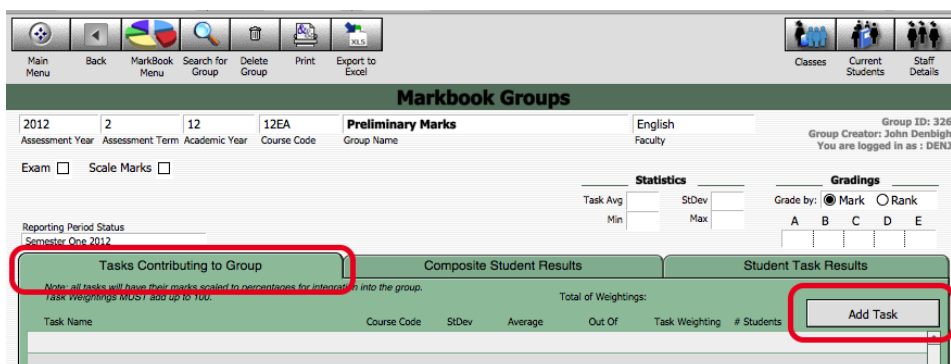 XLS
Main Menu
Back
MarkBook Menu
Search for Group
Delete Group
Print
Export to Excel
Classes
Current Students
Staff Details
Markbook Groups
2012 2 12 12EA Preliminary Marks English
Assessment Year Assessment Term Academic Year Course Code Group Name Faculty
Group ID: 326
Group Creator: John Denbigh
You are logged in as : DENJ
Exam Scale Marks
Statistics
Task Avg StDev
Min Max
Gradings
Grade by: Mark Rank
A B C D E
Reporting Period Status
Semester One 2012
Tasks Contributing to Group Composite Student Results Student Task Results
Note: all tasks will have their marks scaled to percentages for integration into the group.
Task Weightings MUST add up to 100.
Total of Weightings:
Add Task
Task Name Course Code StDev Average Out Of Task Weighting # Students